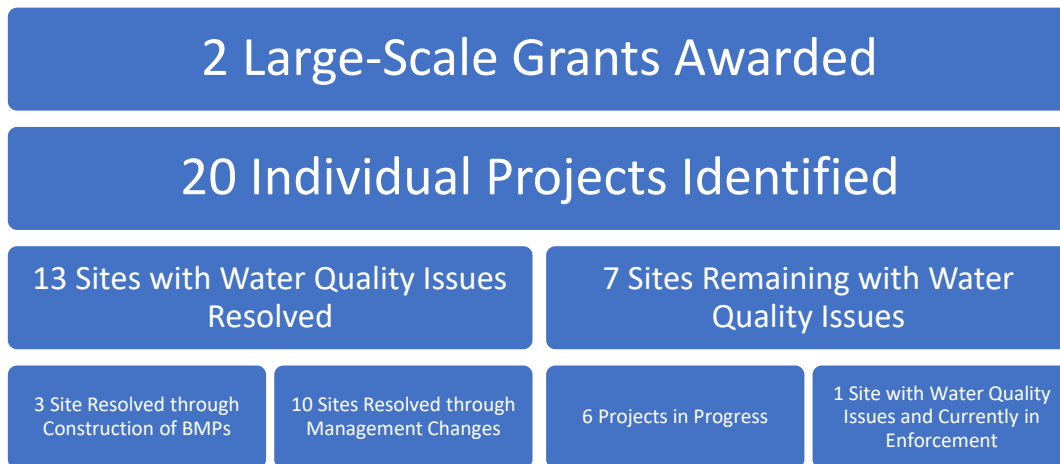 2 Large-Scale Grants Awarded
20 Individual Projects Identified
13 Sites with Water Quality Issues
Resolved
7 Sites Remaining with Water
Quality Issues
3 Site Resolved through
Construction of BMPs
10 Sites Resolved through
Management Changes
6 Projects in Progress
1 Site with Water Quality
Issues and Currently in
Enforcement